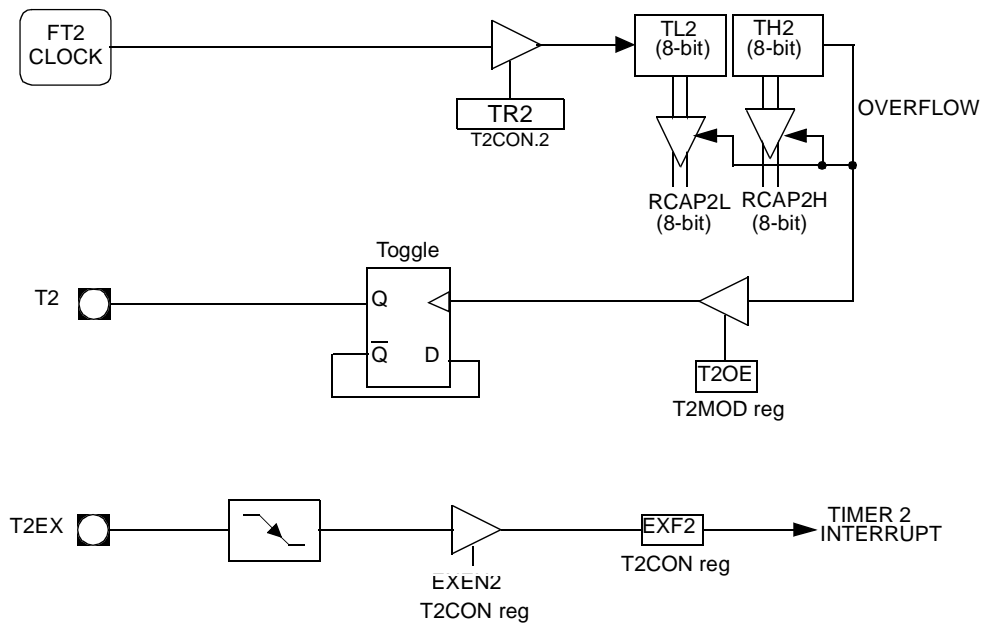 FT2
CLOCK
TR2
T2CON.2
TL2
(8-bit)
TH2
(8-bit)
OVERFLOW
RCAP2L
(8-bit)
RCAP2H
(8-bit)
Toggle
T2
Q
Q
D
T2OE
T2MOD reg
T2EX
EXEN2
T2CON reg
EXF2
T2CON reg
TIMER 2
INTERRUPT